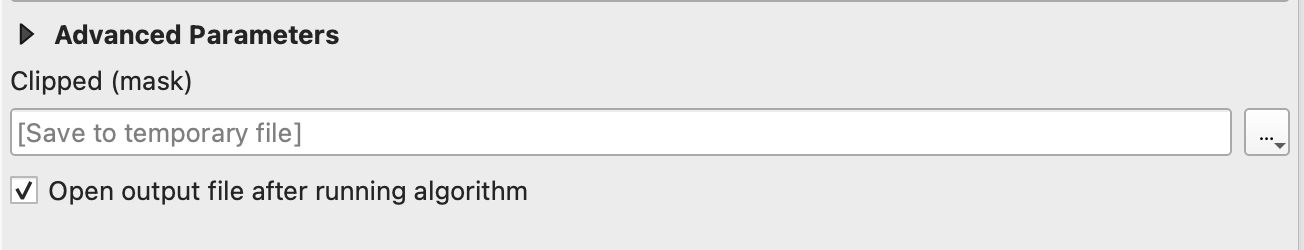 Advanced Parameters
Clipped (mask)
[Save to temporary file]
...
Open output file after running algorithm